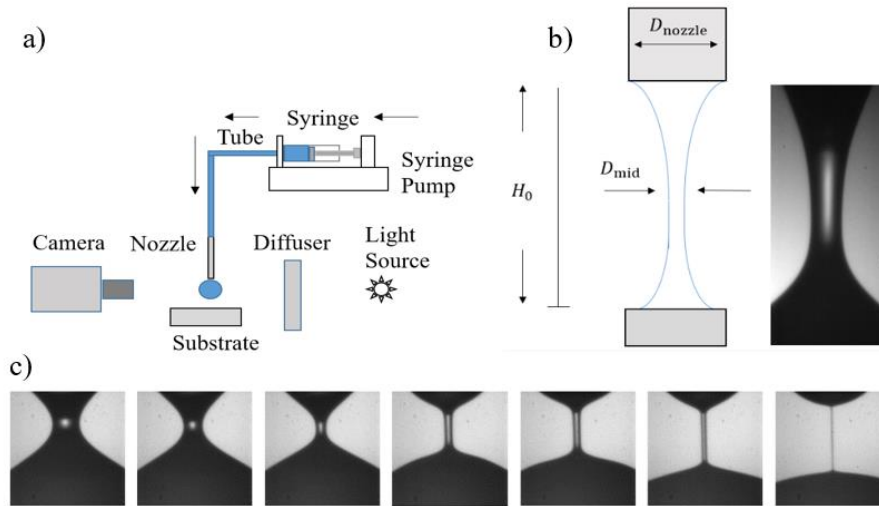 a)
Syringe
Tube
Syringe
Pump
Camera
Nozzle
Diffuser
Light
Source
Substrate
b)
D_nozzle
D_mid
H_0
c)